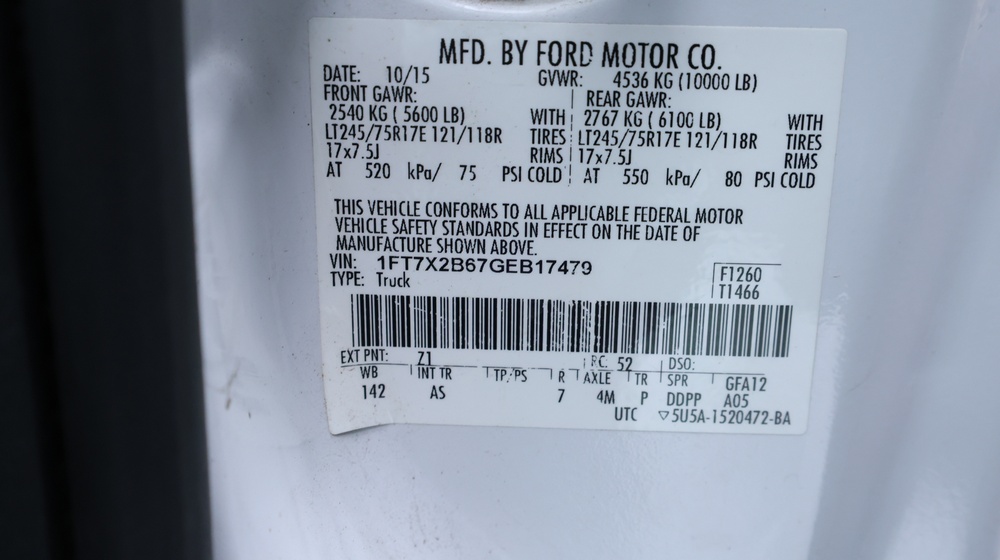 MFD. BY FORD MOTOR CO.
DATE: 10/15 GVWR: 4536 KG (10000 LB)
FRONT GAWR: REAR GAWR:
2540 KG ( 5600 LB) WITH 2767 KG ( 6100 LB) WITH
LT245/75R17E 121/118R TIRES LT245/75R17E 121/118R TIRES
17x7.5J RIMS 17x7.5J RIMS
AT 520 kPa/ 75 PSI COLD AT 550 kPa/ 80 PSI COLD
THIS VEHICLE CONFORMS TO ALL APPLICABLE FEDERAL MOTOR
VEHICLE SAFETY STANDARDS IN EFFECT ON THE DATE OF
MANUFACTURE SHOWN ABOVE.
VIN: 1FT7X2B67GEB17479 F1260
TYPE: Truck T1466
EXT PNT: Z1 RC: 52 DSO:
WB INT TR TP/PS R AXLE TR SPR GFA12
142 AS 7 4M P DDPP A05
UTC ▽5U5A-1520472-BA